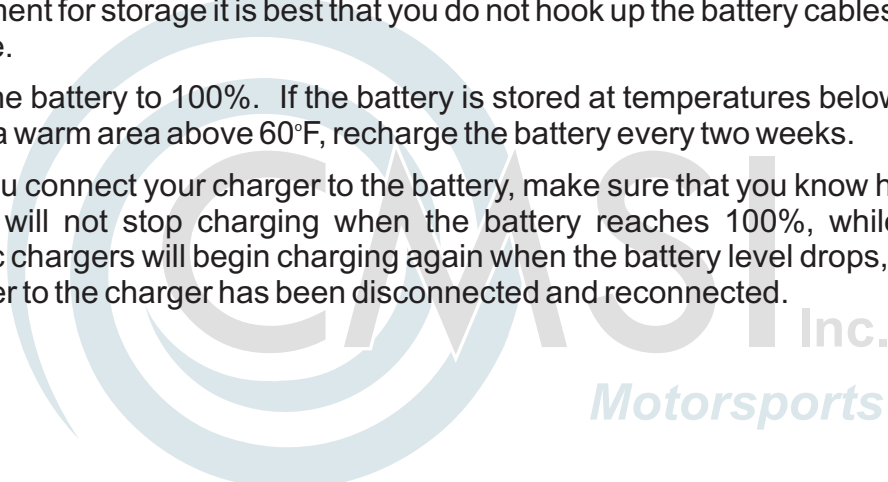 ment for storage it is best that you do not hook up the battery cables
e.
he battery to 100%. If the battery is stored at temperatures below
a warm area above 60°F, recharge the battery every two weeks.
u connect your charger to the battery, make sure that you know h
will not stop charging when the battery reaches 100%, while
c chargers will begin charging again when the battery level drops,
er to the charger has been disconnected and reconnected.
CMSI Inc.
Motorsports